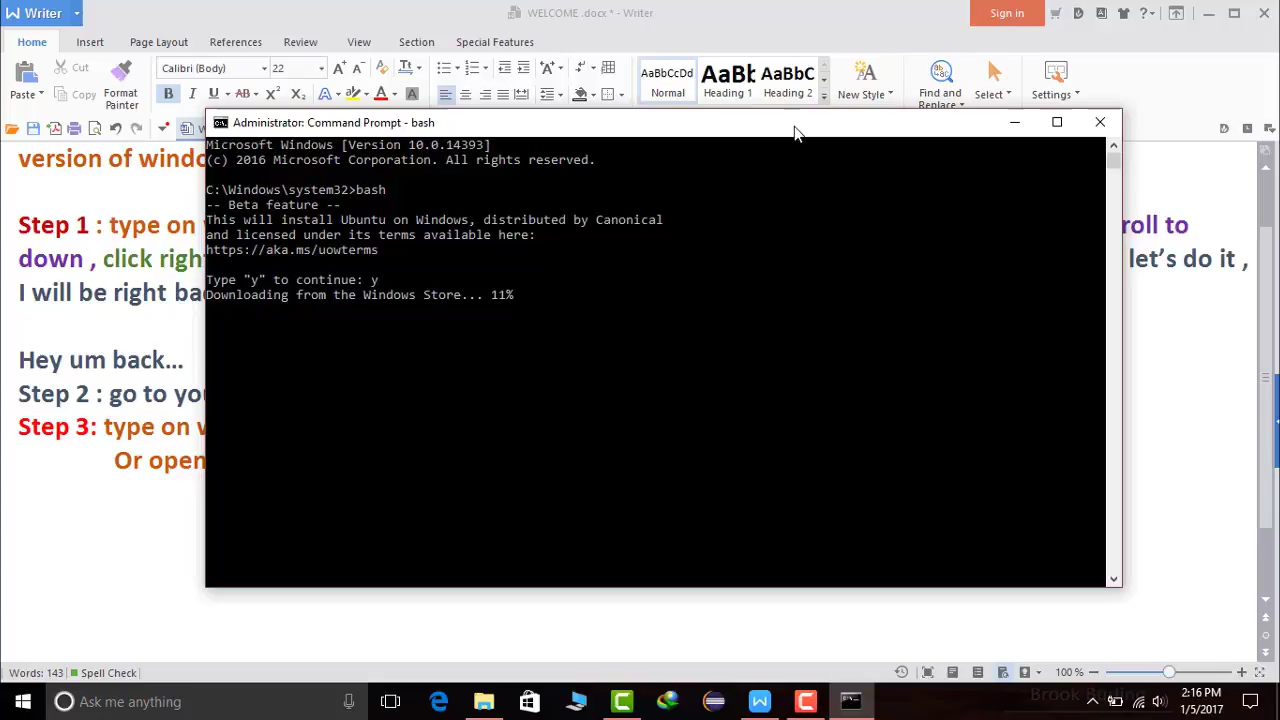 Writer
WELCOME .docx * - Writer
Sign in
Home
Insert
Page Layout
References
Review
View
Section
Special Features
Paste
Cut
Copy
Format
Painter
Calibri (Body)
22
AaBbCcDd
Normal
AaBb
Heading 1
AaBbC
Heading 2
New Style
Find and
Replace
Select
Settings
Administrator: Command Prompt - bash
Microsoft Windows [Version 10.0.14393]
(c) 2016 Microsoft Corporation. All rights reserved.
C:\Windows\system32>bash
-- Beta feature --
This will install Ubuntu on Windows, distributed by Canonical
and licensed under its terms available here:
https://aka.ms/uowterms
Type "y" to continue: y
Downloading from the Windows Store... 11%
version of windo
Step 1 : type on roll to
down , click righ let's do it ,
I will be right ba
Hey um back...
Step 2 : go to yo
Step 3: type on
Or open
Words: 143
Spell Check
100 %
Ask me anything
2:16 PM
1/5/2017